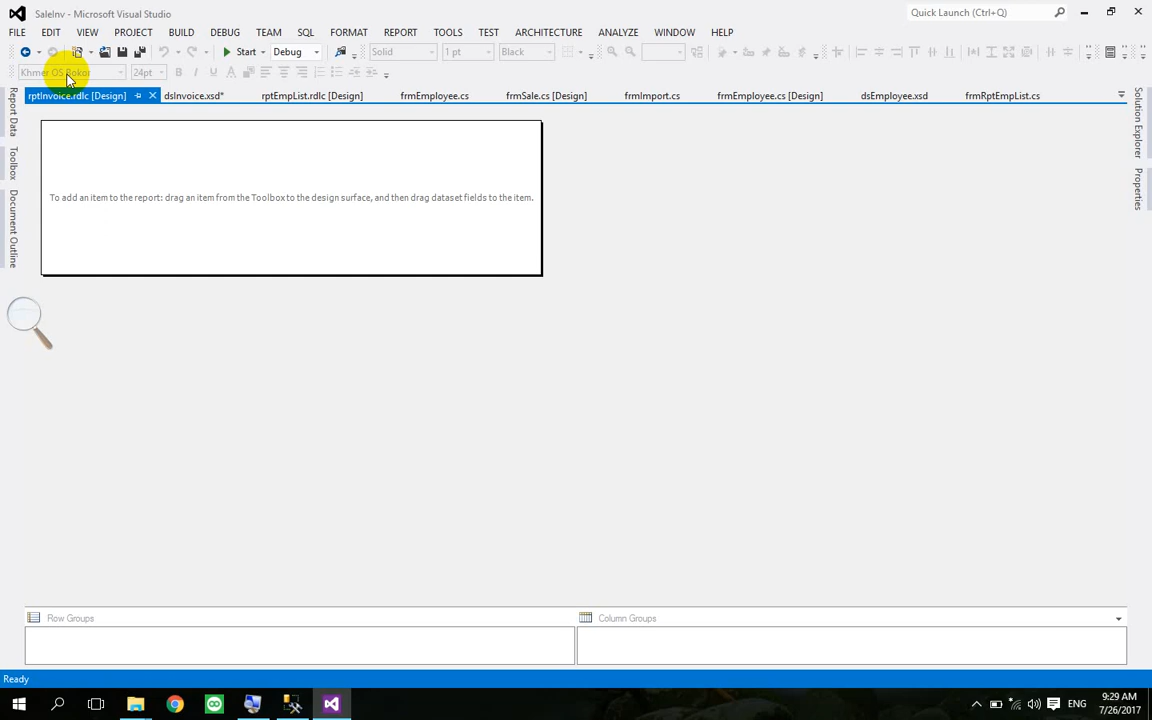 SaleInv - Microsoft Visual Studio
Quick Launch (Ctrl+Q)
FILE EDIT VIEW PROJECT BUILD DEBUG TEAM SQL FORMAT REPORT TOOLS TEST ARCHITECTURE ANALYZE WINDOW HELP
Start Debug Solid 1 pt Black
Khmer OS Bokor 24pt B I U A
rptInvoice.rdlc [Design] dsInvoice.xsd* rptEmpList.rdlc [Design] frmEmployee.cs frmSale.cs [Design] frmImport.cs frmEmployee.cs [Design] dsEmployee.xsd frmRptEmpList.cs
Report Data
Toolbox
Document Outline
Solution Explorer
Properties
To add an item to the report: drag an item from the Toolbox to the design surface, and then drag dataset fields to the item.
Row Groups
Column Groups
Ready
ENG
9:29 AM
7/26/2017